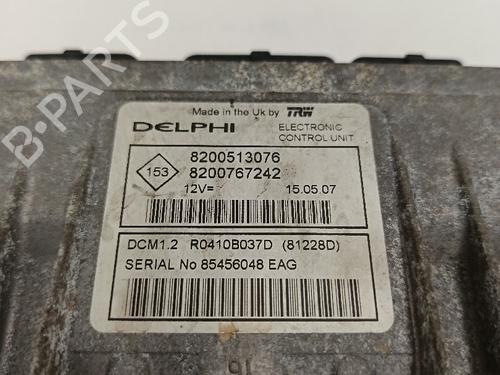 B-PARTS
Made in the Uk by TRW
DELPHI
ELECTRONIC
CONTROL UNIT
153
8200513076
8200767242
12V= 15.05.07
DCM1.2 R0410B037D (81228D)
SERIAL No 85456048 EAG